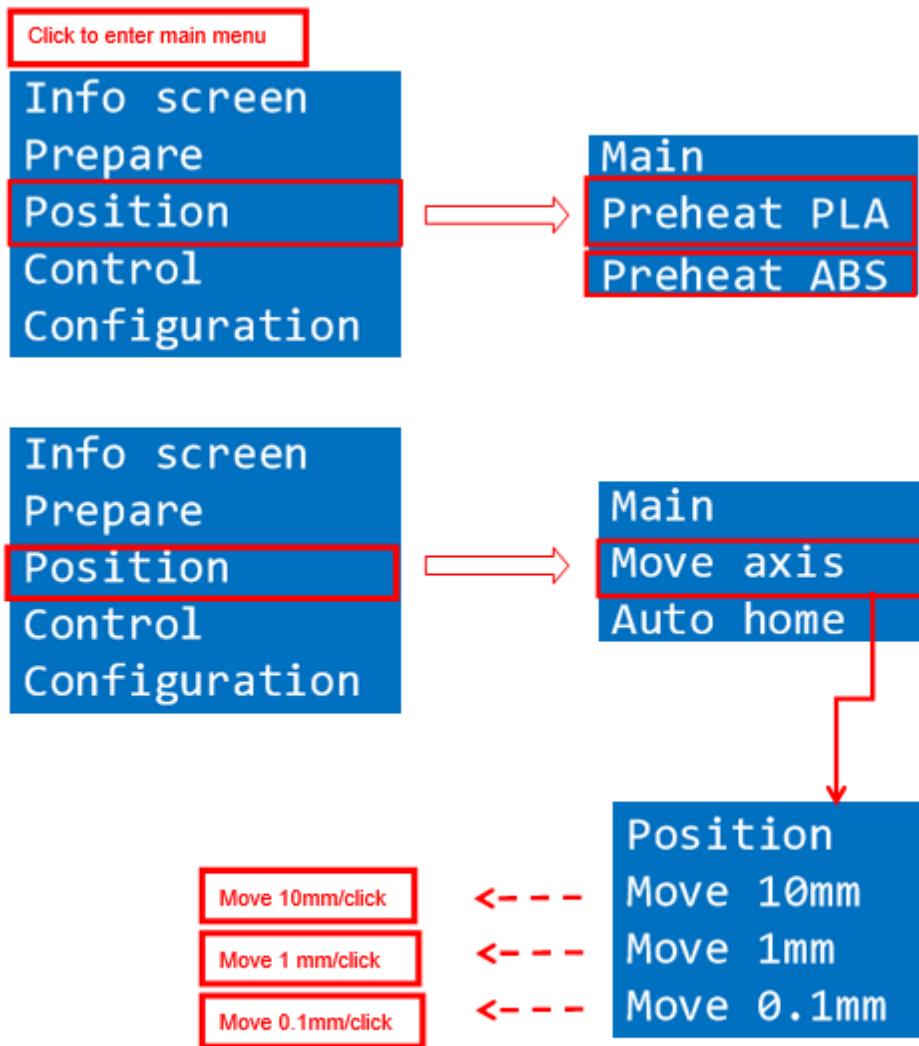 Click to enter main menu
Info screen
Prepare
Position
Control
Configuration
Main
Preheat PLA
Preheat ABS
Info screen
Prepare
Position
Control
Configuration
Main
Move axis
Auto home
Position
Move 10mm
Move 1mm
Move 0.1mm
Move 10mm/click
Move 1 mm/click
Move 0.1mm/click